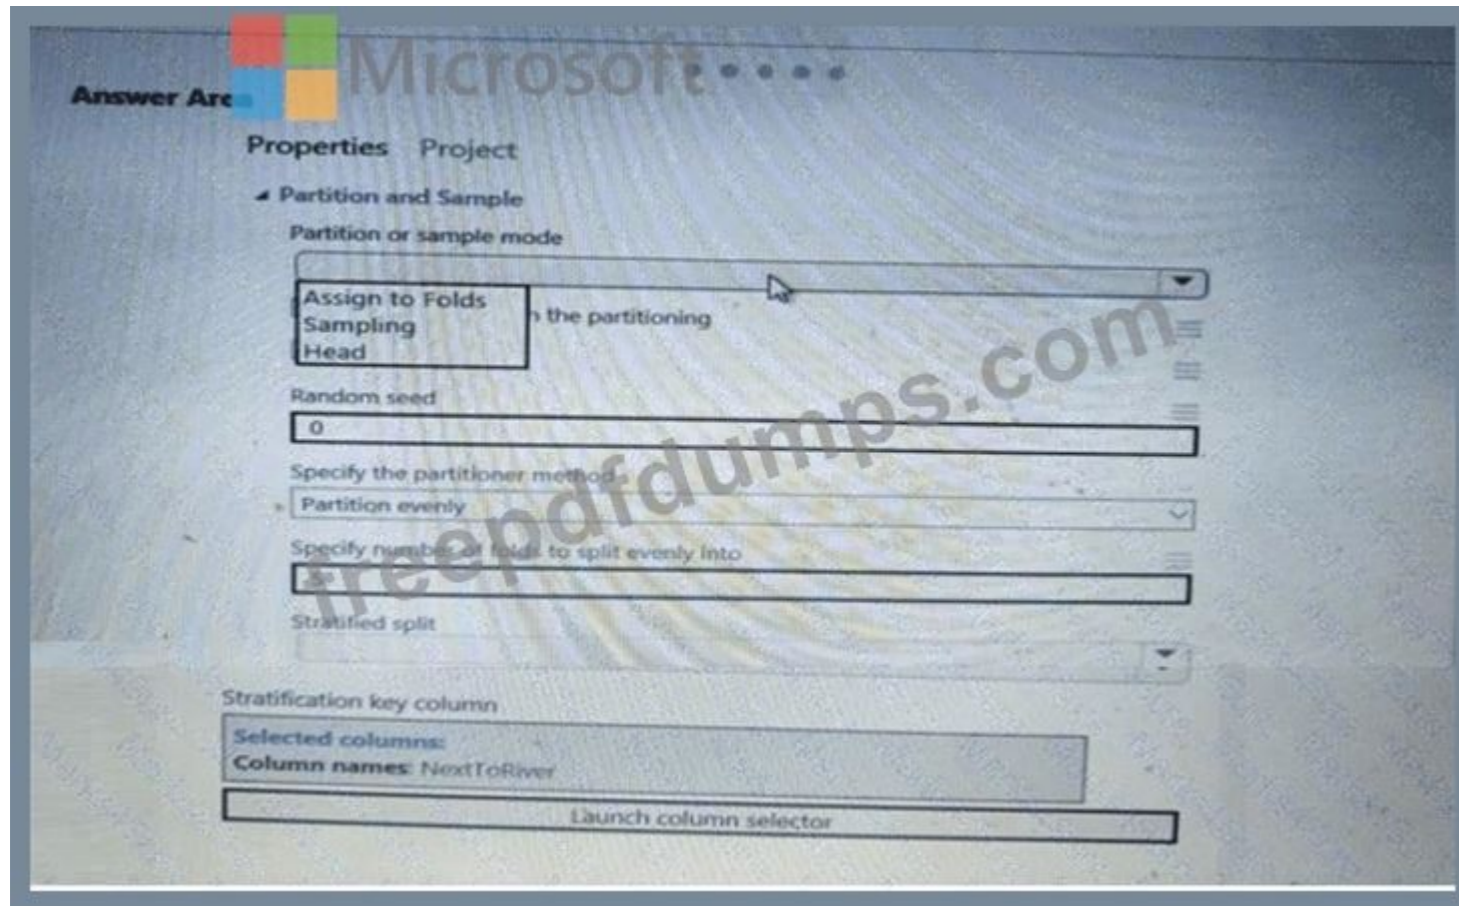 Microsoft
Answer Area
Properties Project
Partition and Sample
Partition or sample mode
Assign to Folds
Sampling
Head
the partitioning
Random seed
0
Specify the partitioner method
Partition evenly
Specify number of folds to split evenly into
Stratified split
Stratification key column
Selected columns:
Column names: NextToRiver
Launch column selector
freepdfdumps.com